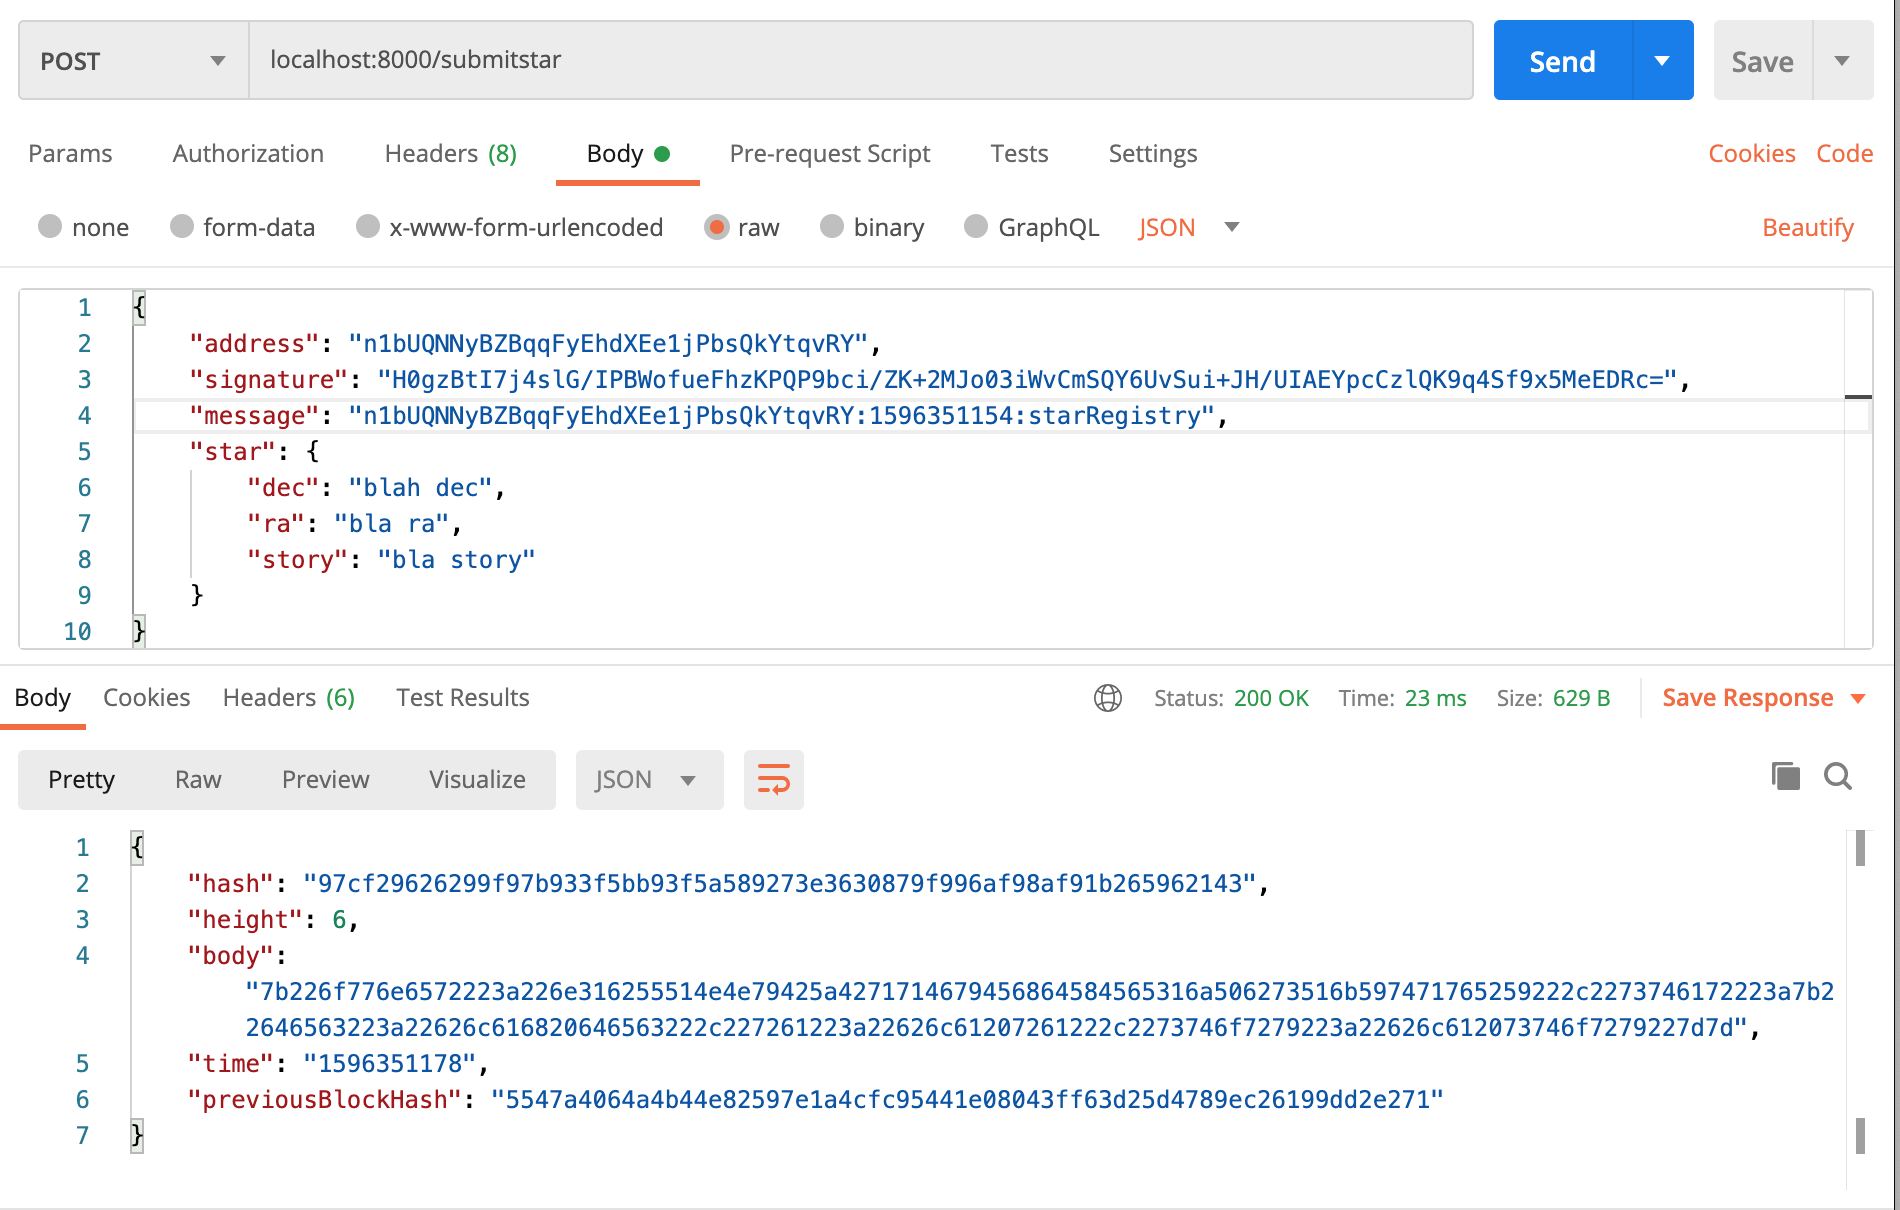 POST localhost:8000/submitstar Send Save
Params Authorization Headers (8) Body Pre-request Script Tests Settings Cookies Code
none form-data x-www-form-urlencoded raw binary GraphQL JSON Beautify
1 {
2 "address": "n1bUQNNyBZBqqFyEhdXEe1jPbsQkYtqvRY",
3 "signature": "H0gzBtI7j4slG/IPBWofueFhzKPQP9bci/ZK+2MJo03iWvCmSQY6UvSui+JH/UIAEYpcCzlQK9q4Sf9x5MeEDRc=",
4 "message": "n1bUQNNyBZBqqFyEhdXEe1jPbsQkYtqvRY:1596351154:starRegistry",
5 "star": {
6 "dec": "blah dec",
7 "ra": "bla ra",
8 "story": "bla story"
9 }
10 }
Body Cookies Headers (6) Test Results Status: 200 OK Time: 23 ms Size: 629 B Save Response
Pretty Raw Preview Visualize JSON
1 {
2 "hash": "97cf29626299f97b933f5bb93f5a589273e3630879f996af98af91b265962143",
3 "height": 6,
4 "body":
"7b226f776e6572223a226e316255514e4e79425a42717146794568645845​65316a506273516b597471765259222c2273746172223a7b2
2646563223a22626c616820646563222c227261223a22626c61207261222c2273746f7279223a22626c612073746f7279227d7d",
5 "time": "1596351178",
6 "previousBlockHash": "5547a4064a4b44e82597e1a4cfc95441e08043ff63d25d4789ec26199dd2e271"
7 }